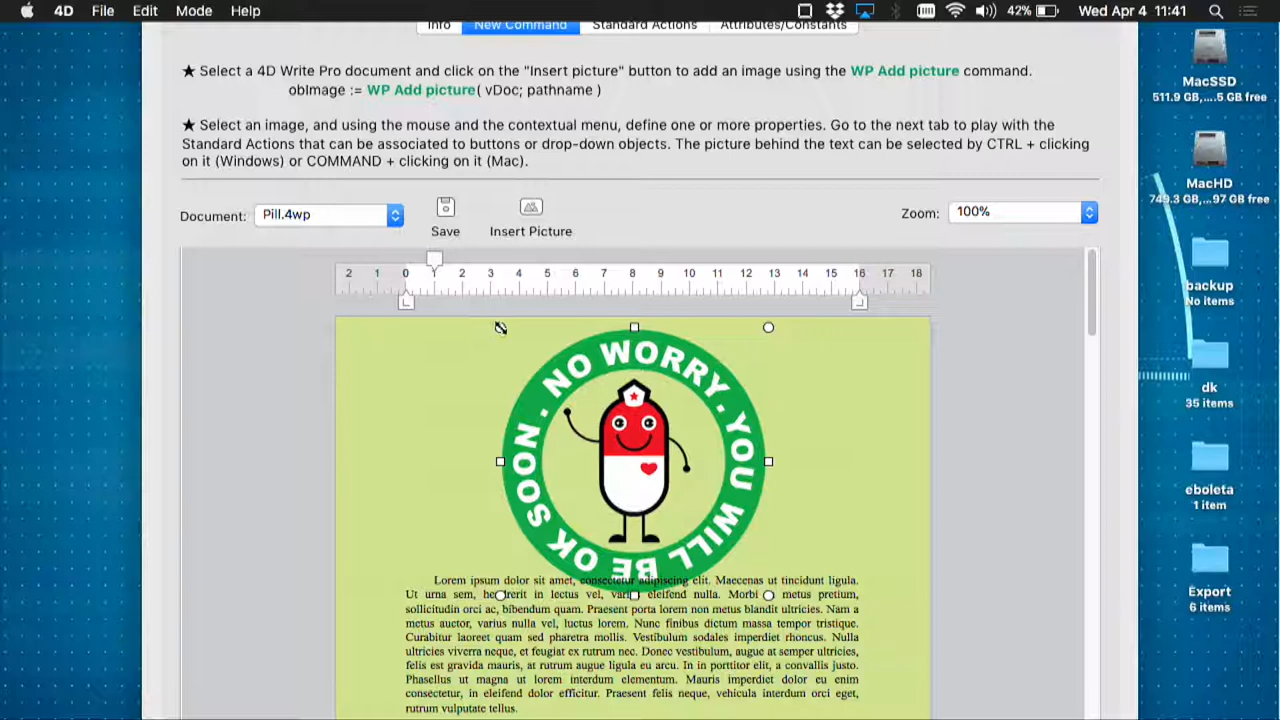 4D File Edit Mode Help
42% Wed Apr 4 11:41
Info New Command Standard Actions Attributes/Constants
★ Select a 4D Write Pro document and click on the "Insert picture" button to add an image using the WP Add picture command.
obImage := WP Add picture( vDoc; pathname )
★ Select an image, and using the mouse and the contextual menu, define one or more properties. Go to the next tab to play with the
Standard Actions that can be associated to buttons or drop-down objects. The picture behind the text can be selected by CTRL + clicking
on it (Windows) or COMMAND + clicking on it (Mac).
Document: Pill.4wp
Save
Insert Picture
Zoom: 100%
2 1 0 1 2 3 4 5 6 7 8 9 10 11 12 13 14 15 16 17 18
NO WORRY. YOU WILL BE OK SOON.
Lorem ipsum dolor sit amet, consectetur adipiscing elit. Maecenas ut tincidunt ligula.
Ut urna sem, hendrerit in lectus vel, varius eleifend nulla. Morbi metus pretium,
sollicitudin orci ac, bibendum quam. Praesent porta lorem non metus blandit ultricies. Nam a
metus auctor, varius nulla vel, luctus lorem. Nunc finibus dictum massa tempor tristique.
Curabitur laoreet quam sed pharetra mollis. Vestibulum sodales imperdiet rhoncus. Nulla
ultricies viverra neque, et feugiat ex rutrum nec. Donec vestibulum, augue at semper ultricies,
felis est gravida mauris, at rutrum augue ligula eu arcu. In in porttitor elit, a convallis justo.
Phasellus ut magna ut lorem interdum elementum. Mauris imperdiet dolor eu enim
consectetur, in eleifend dolor efficitur. Praesent felis neque, vehicula interdum orci eget,
rutrum vulputate tellus.
MacSSD
511.9 GB,....5 GB free
MacHD
749.3 GB,...97 GB free
backup
No items
dk
35 items
eboleta
1 item
Export
6 items